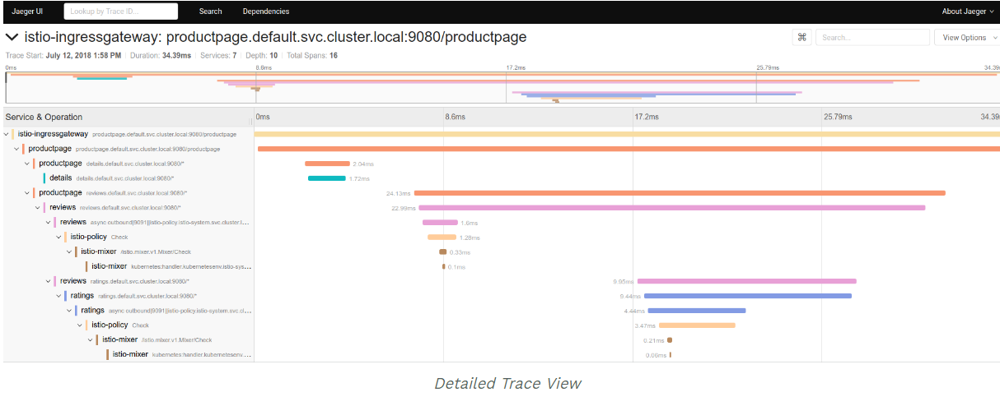 Jaeger UI Lookup by Trace ID... Search Dependencies About Jaeger
istio-ingressgateway: productpage.default.svc.cluster.local:9080/productpage ⌘ Search... View Options
Trace Start: July 12, 2018 1:58 PM Duration: 34.39ms Services: 7 Depth: 10 Total Spans: 16
0ms 8.6ms 17.2ms 25.79ms 34.39m
Service & Operation 0ms 8.6ms 17.2ms 25.79ms 34.39m
istio-ingressgateway productpage.default.svc.cluster.local:9080/productpage
productpage productpage.default.svc.cluster.local:9080/productpage
productpage details.default.svc.cluster.local:9080/* 2.04ms
details details.default.svc.cluster.local:9080/* 1.72ms
productpage reviews.default.svc.cluster.local:9080/* 24.13ms
reviews reviews.default.svc.cluster.local:9080/* 22.99ms
reviews async outbound|9091||istio-policy.istio-system.svc.cluster.l... 1.6ms
istio-policy Check 1.28ms
istio-mixer /istio.mixer.v1.Mixer/Check 0.33ms
istio-mixer kubernetes:handler.kubernetesenv.istio-sys... 0.1ms
reviews ratings.default.svc.cluster.local:9080/* 9.95ms
ratings ratings.default.svc.cluster.local:9080/* 9.44ms
ratings async outbound|9091||istio-policy.istio-system.svc.cl... 4.44ms
istio-policy Check 3.47ms
istio-mixer /istio.mixer.v1.Mixer/Check 0.21ms
istio-mixer kubernetes:handler.kubernetesenv.... 0.06ms
Detailed Trace View